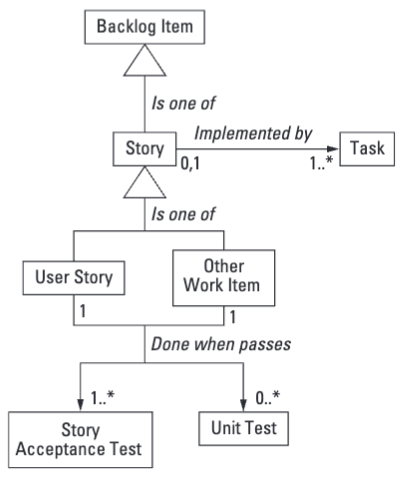 Backlog Item
Is one of
Implemented by
Story
Task
0,1
1..*
Is one of
User Story
Other
Work Item
1
1
Done when passes
1..*
0..*
Story
Acceptance Test
Unit Test